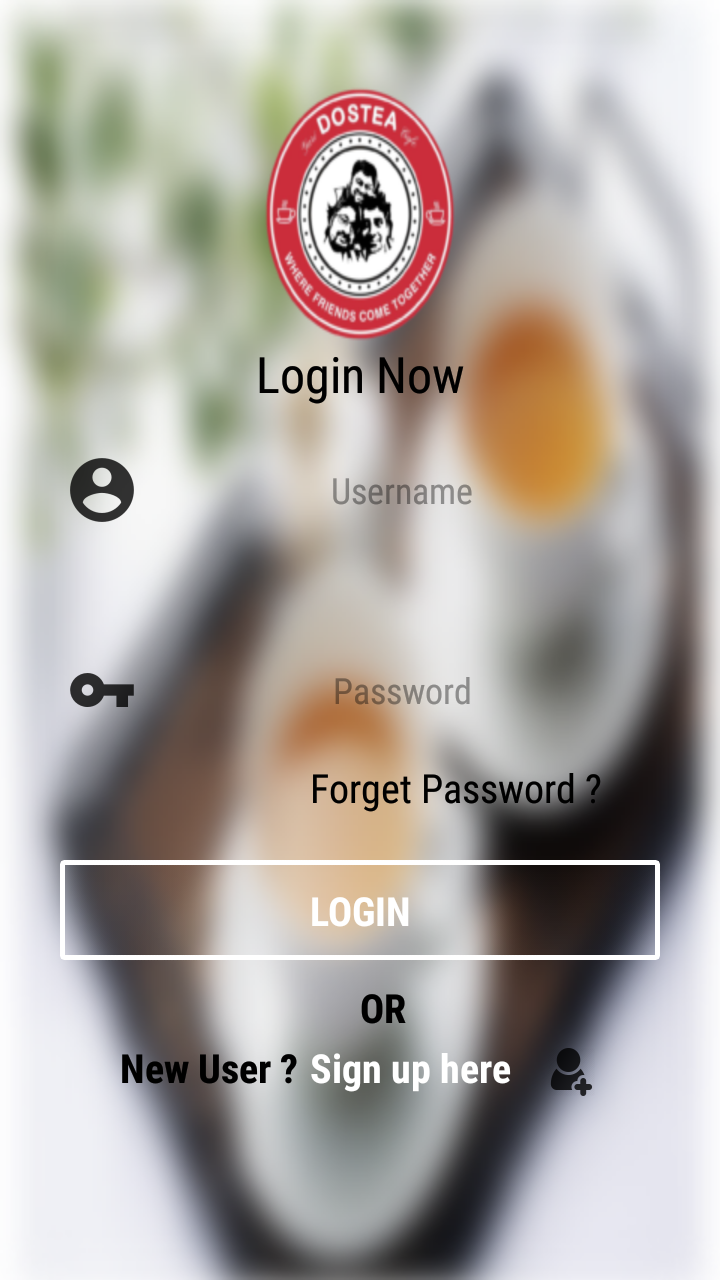 DOSTEA
WHERE FRIENDS COME TOGETHER
Login Now
Username
Password
Forget Password ?
LOGIN
OR
New User ? Sign up here